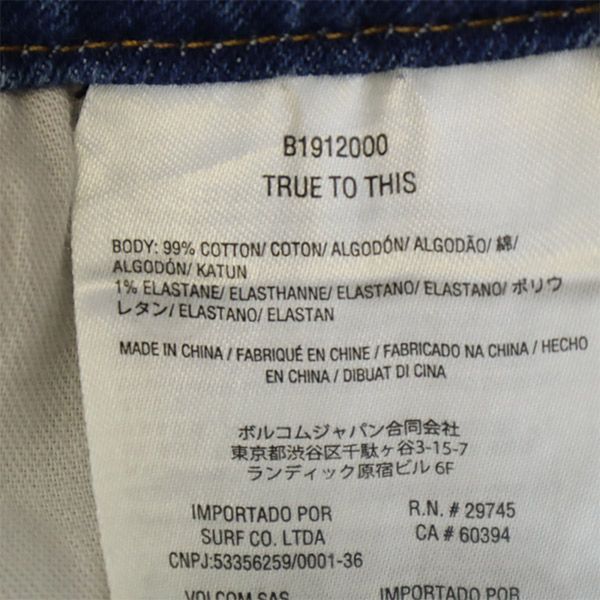 B1912000
TRUE TO THIS
BODY: 99% COTTON/ COTON/ ALGODÓN/ ALGODÃO/ 綿/
ALGODÓN/ KATUN
1% ELASTANE/ ELASTHANNE/ ELASTANO/ ELASTANO/ ポリウ
レタン/ ELASTANO/ ELASTAN
MADE IN CHINA / FABRIQUÉ EN CHINE / FABRICADO NA CHINA / HECHO
EN CHINA / DIBUAT DI CINA
ボルコムジャパン合同会社
東京都渋谷区千駄ヶ谷3-15-7
ランディック原宿ビル 6F
IMPORTADO POR
SURF CO. LTDA
CNPJ:53356259/0001-36
R.N. # 29745
CA # 60394
VOLCOM SAS
IMPORTADO POR